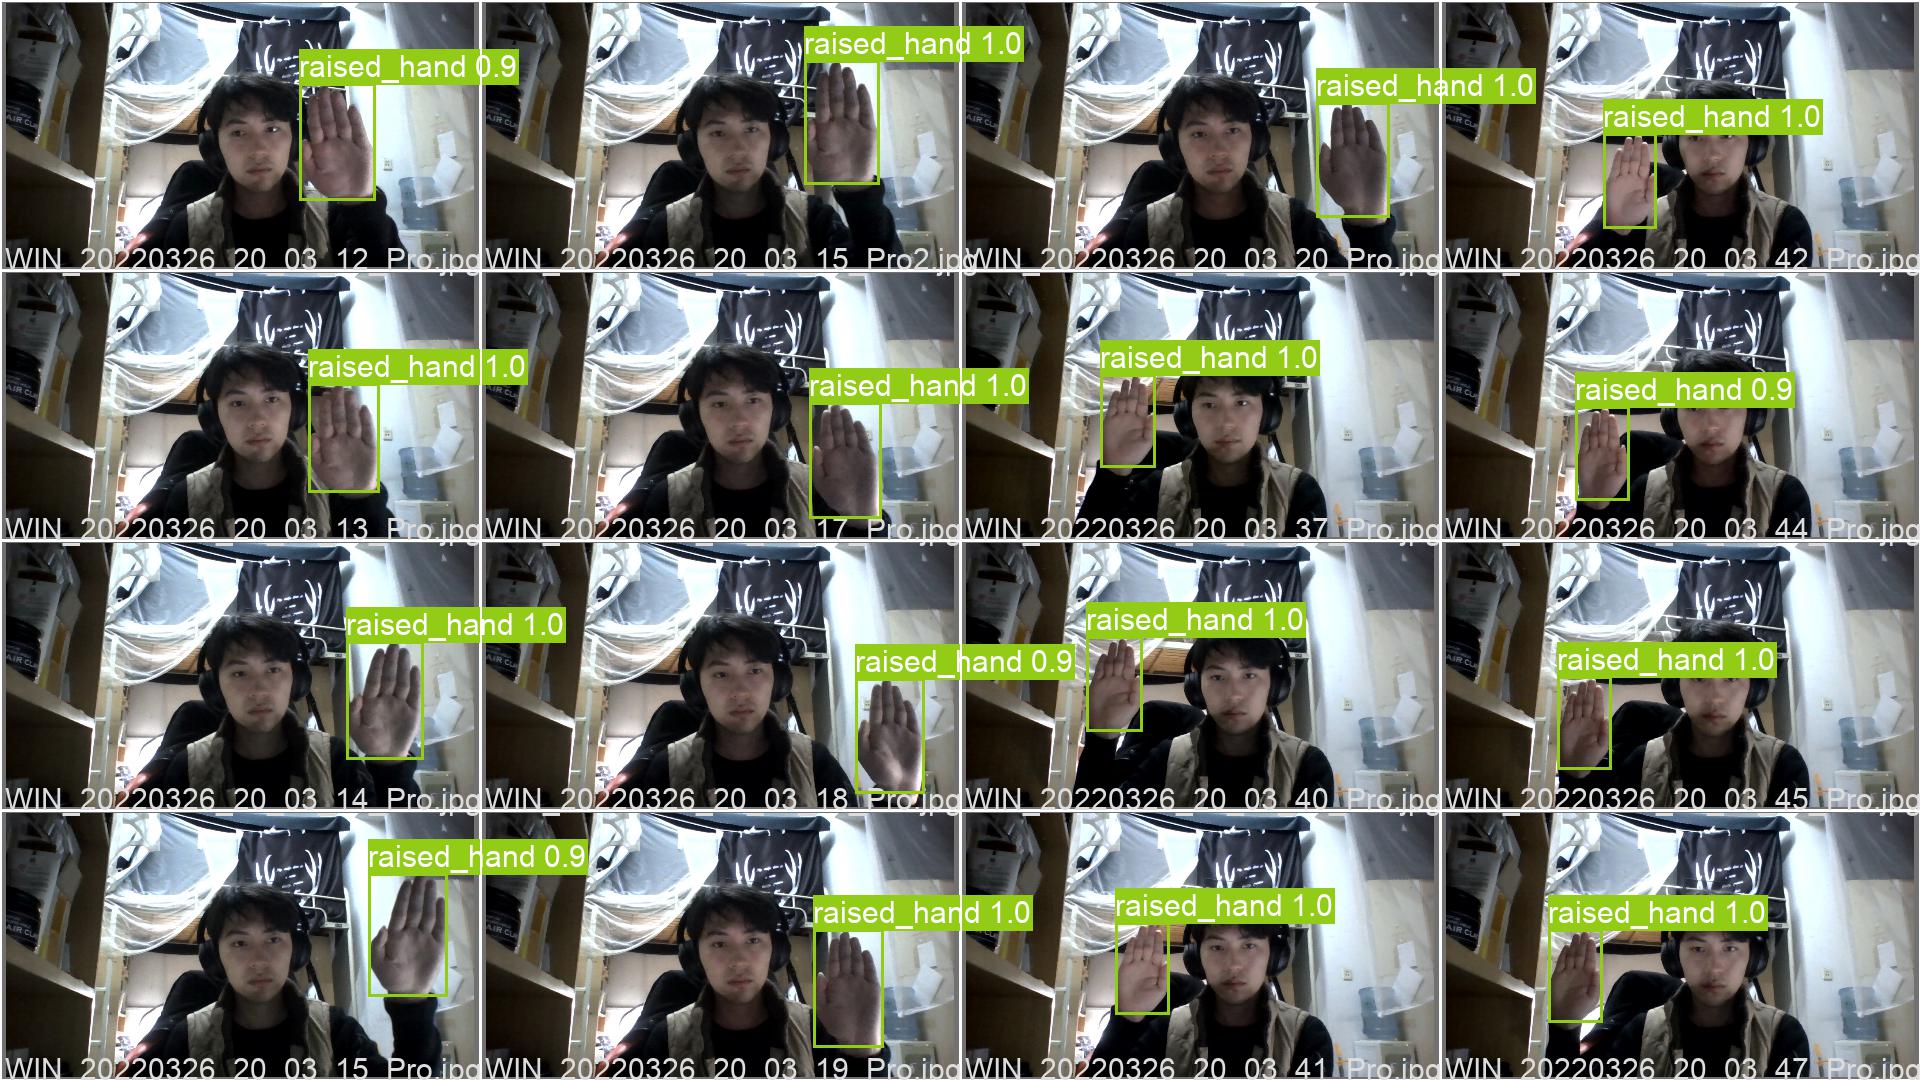 raised_hand 0.9
WIN_20220326_20_03_12_Pro.jpg
raised_hand 1.0
WIN_20220326_20_03_15_Pro2.jpg
raised_hand 1.0
WIN_20220326_20_03_20_Pro.jpg
raised_hand 1.0
WIN_20220326_20_03_42_Pro.jpg
raised_hand 1.0
WIN_20220326_20_03_13_Pro.jpg
raised_hand 1.0
WIN_20220326_20_03_17_Pro.jpg
raised_hand 1.0
WIN_20220326_20_03_37_Pro.jpg
raised_hand 0.9
WIN_20220326_20_03_44_Pro.jpg
raised_hand 1.0
WIN_20220326_20_03_14_Pro.jpg
raised_hand 0.9
WIN_20220326_20_03_18_Pro.jpg
raised_hand 1.0
WIN_20220326_20_03_40_Pro.jpg
raised_hand 1.0
WIN_20220326_20_03_45_Pro.jpg
raised_hand 0.9
WIN_20220326_20_03_15_Pro.jpg
raised_hand 1.0
WIN_20220326_20_03_19_Pro.jpg
raised_hand 1.0
WIN_20220326_20_03_41_Pro.jpg
raised_hand 1.0
WIN_20220326_20_03_47_Pro.jpg